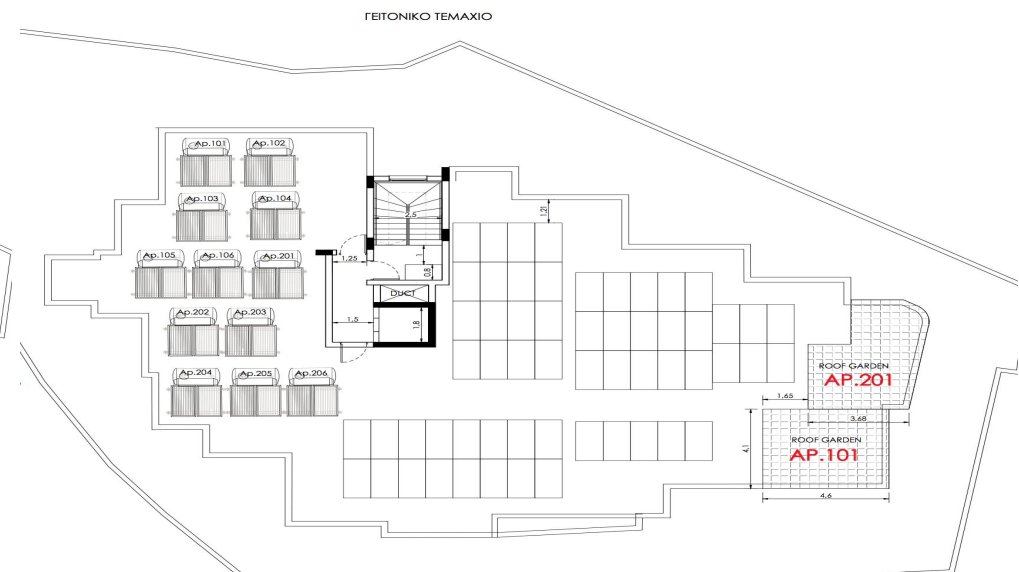 ΓΕΙΤΟΝΙΚΟ ΤΕΜΑΧΙΟ
Ap.101
Ap.102
Ap.103
Ap.104
2,5
1,21
Ap.105
Ap.106
Ap.201
1,25
1
0,8
DUCT
Ap.202
Ap.203
1,5
1,8
Ap.204
Ap.205
Ap.206
ROOF GARDEN
AP.201
1,65
3,68
ROOF GARDEN
AP.101
4,1
4,6